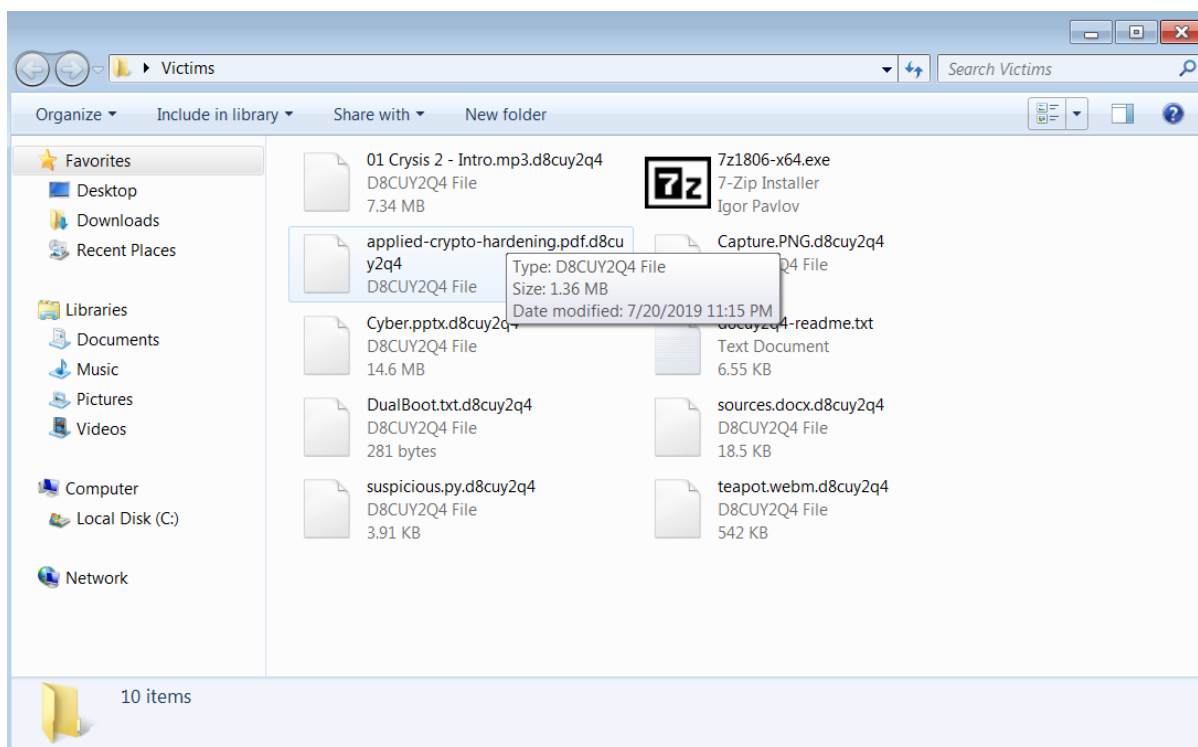 Victims
Search Victims
Organize
Include in library
Share with
New folder
Favorites
Desktop
Downloads
Recent Places
Libraries
Documents
Music
Pictures
Videos
Computer
Local Disk (C:)
Network
01 Crysis 2 - Intro.mp3.d8cuy2q4
D8CUY2Q4 File
7.34 MB
7z
7z1806-x64.exe
7-Zip Installer
Igor Pavlov
applied-crypto-hardening.pdf.d8cu
y2q4
D8CUY2Q4 File
Capture.PNG.d8cuy2q4
Q4 File
Type: D8CUY2Q4 File
Size: 1.36 MB
Date modified: 7/20/2019 11:15 PM
Cyber.pptx.d8cuy2q4
D8CUY2Q4 File
14.6 MB
d8cuy2q4-readme.txt
Text Document
6.55 KB
DualBoot.txt.d8cuy2q4
D8CUY2Q4 File
281 bytes
sources.docx.d8cuy2q4
D8CUY2Q4 File
18.5 KB
suspicious.py.d8cuy2q4
D8CUY2Q4 File
3.91 KB
teapot.webm.d8cuy2q4
D8CUY2Q4 File
542 KB
10 items